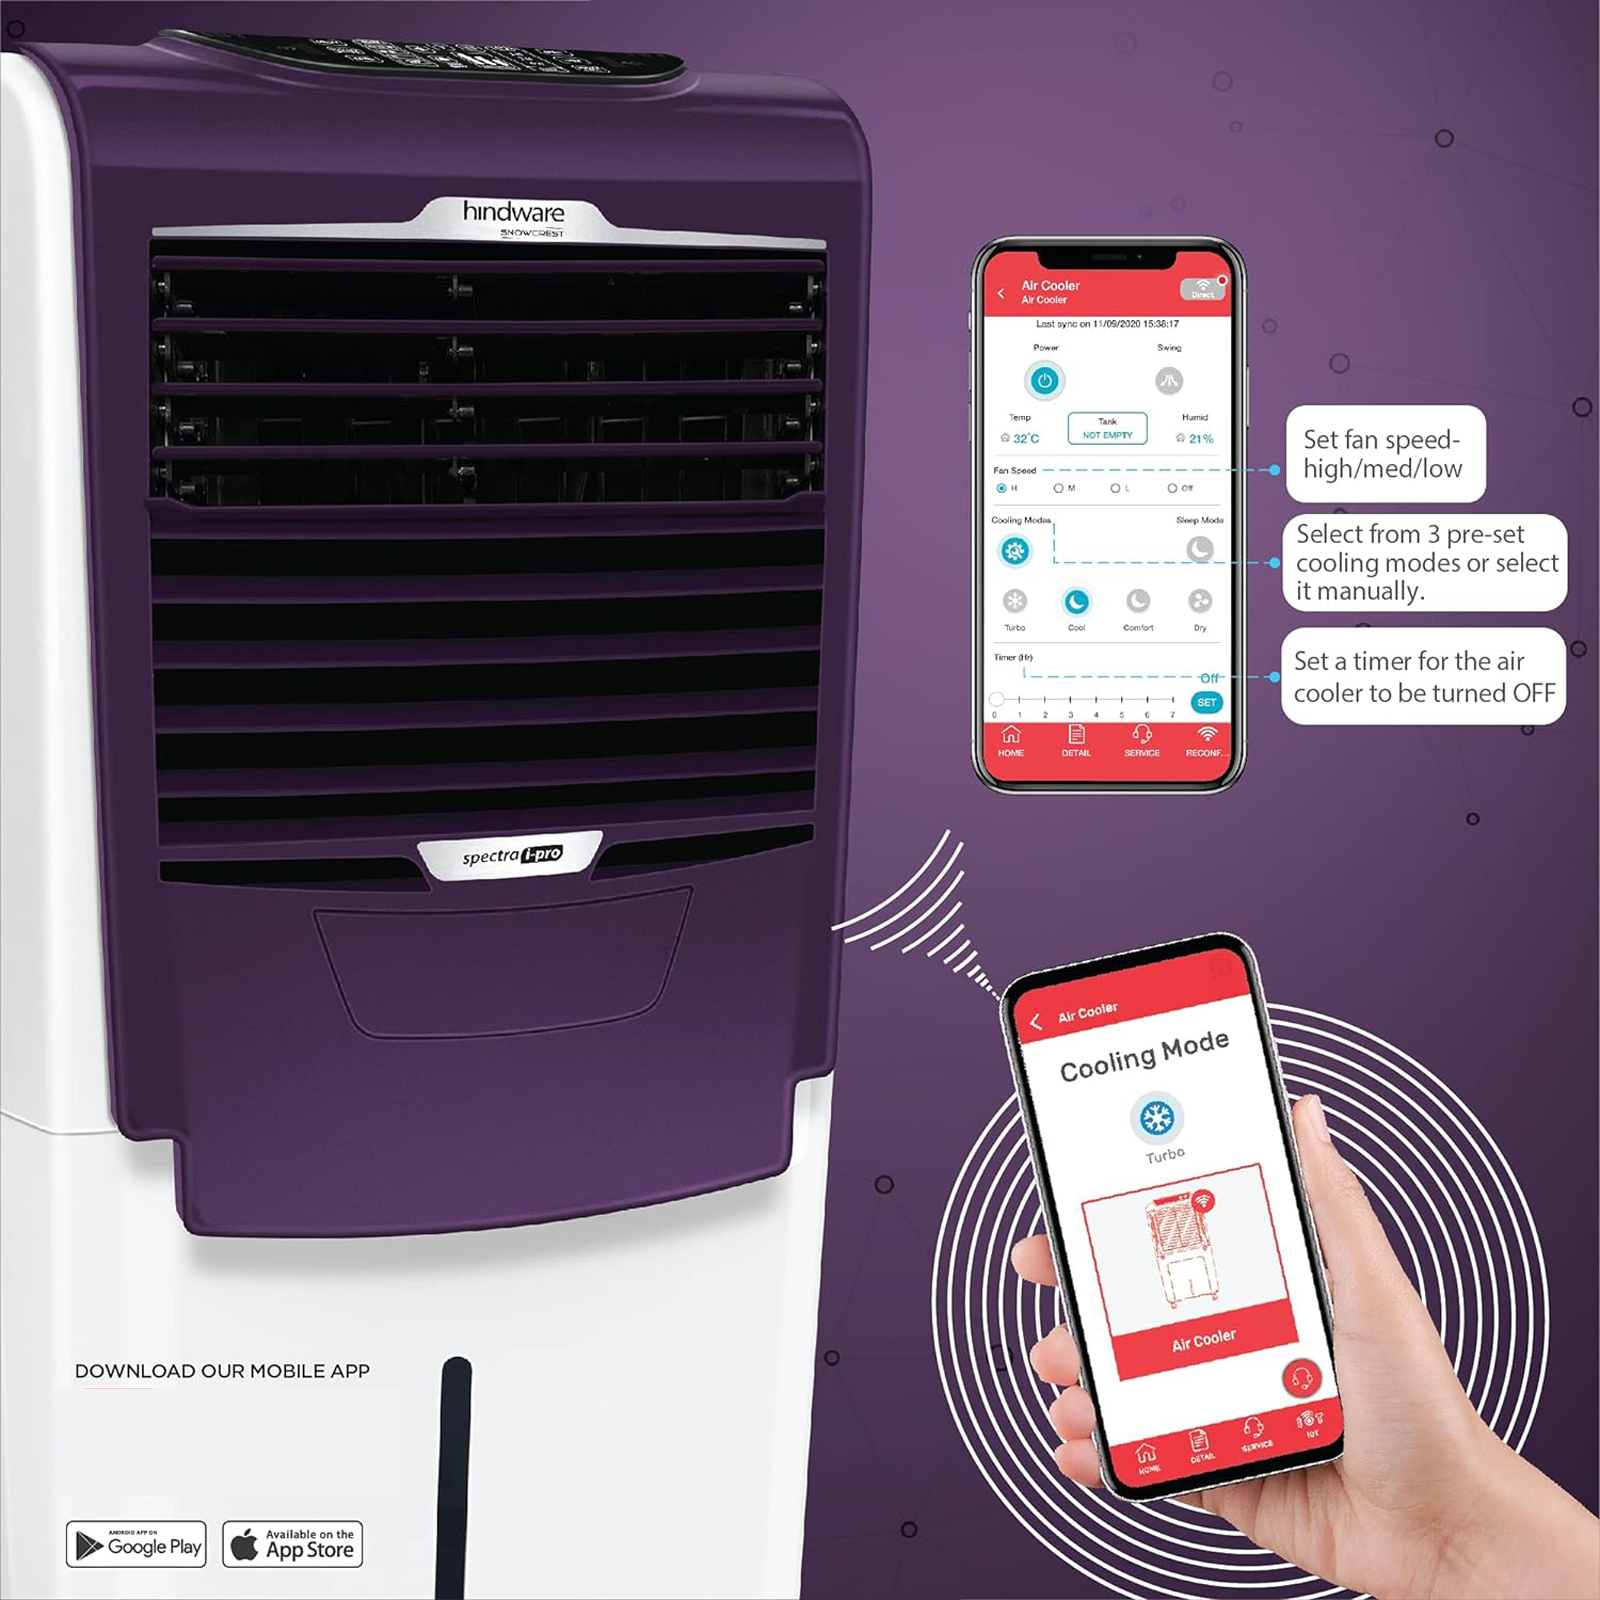 hindware
SNOWCREST
spectra i-pro
DOWNLOAD OUR MOBILE APP
ANDROID APP ON
Google Play
Available on the
App Store
Air Cooler
Air Cooler
Direct
Last sync on 11/09/2020 15:38:17
Power Swing
Temp Tank Humid
32°C NOT EMPTY 21%
Fan Speed
H M L Off
Cooling Modes Sleep Mode
Turbo Cool Comfort Dry
Timer (Hr)
Off
0 1 2 3 4 5 6 7 SET
HOME DETAIL SERVICE RECONF...
Set fan speed-
high/med/low
Select from 3 pre-set
cooling modes or select
it manually.
Set a timer for the air
cooler to be turned OFF
Air Cooler
Cooling Mode
Turbo
Air Cooler
HOME DETAIL SERVICE IOT